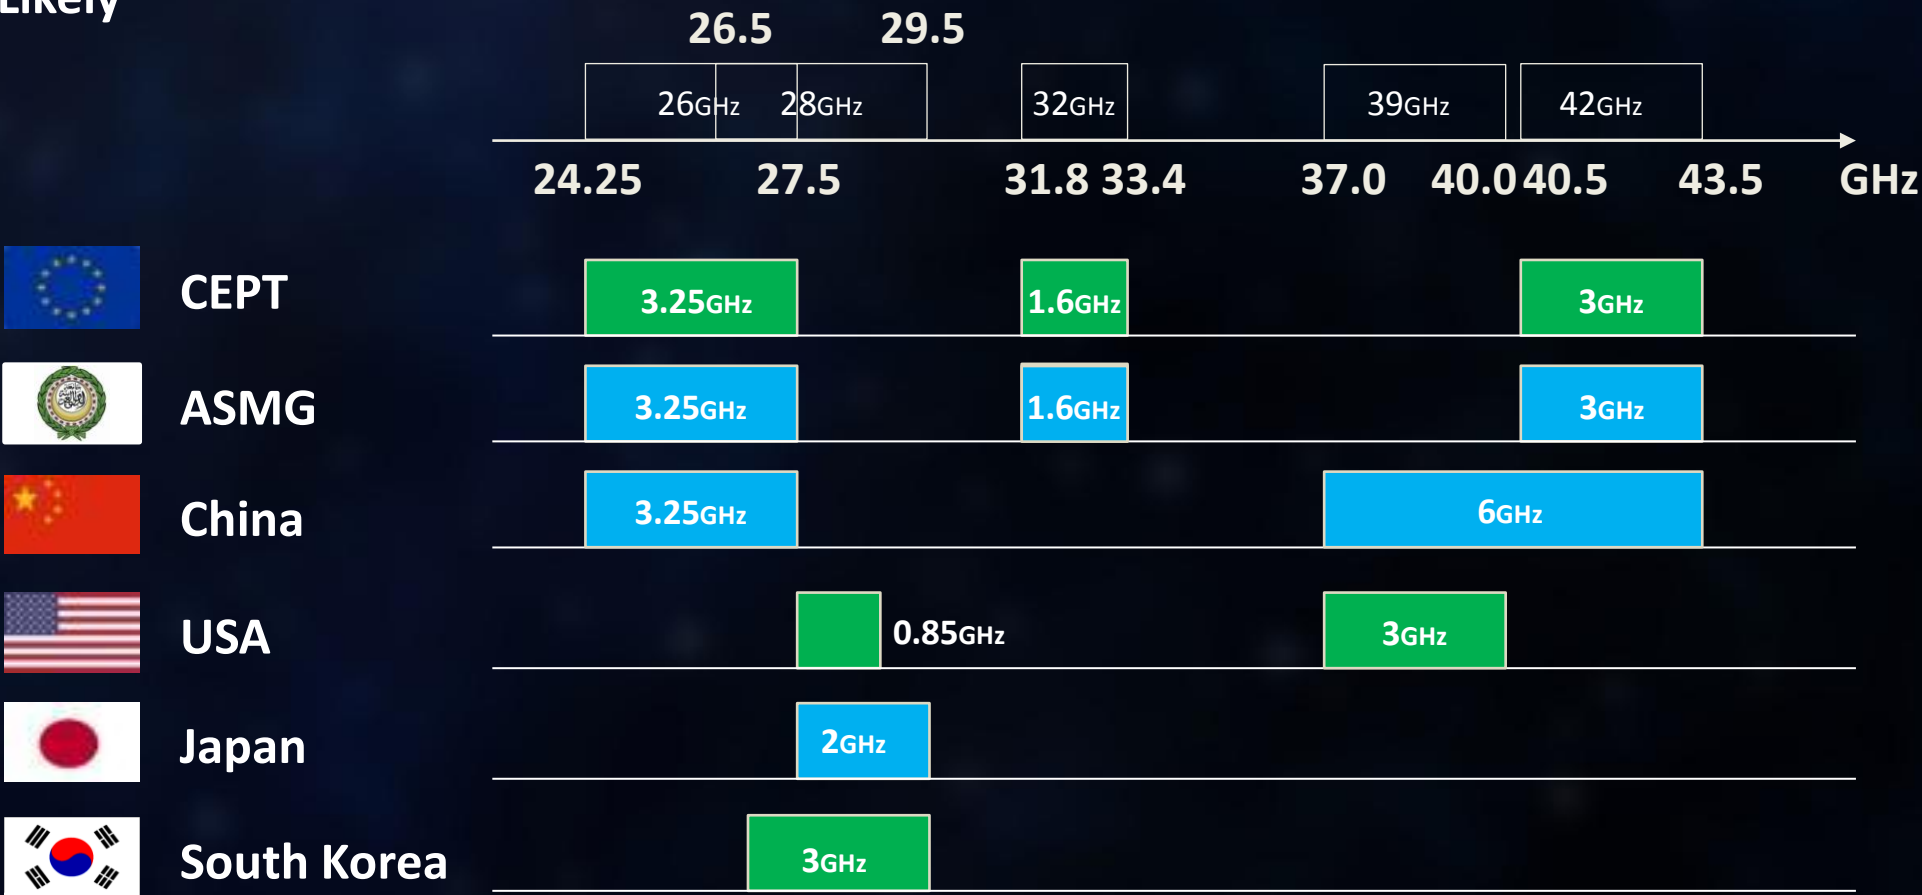 Likely
26.5 29.5
26GHz 28GHz 32GHz 39GHz 42GHz
24.25 27.5 31.8 33.4 37.0 40.0 40.5 43.5 GHz
CEPT 3.25GHz 1.6GHz 3GHz
ASMG 3.25GHz 1.6GHz 3GHz
China 3.25GHz 6GHz
USA 0.85GHz 3GHz
Japan 2GHz
South Korea 3GHz